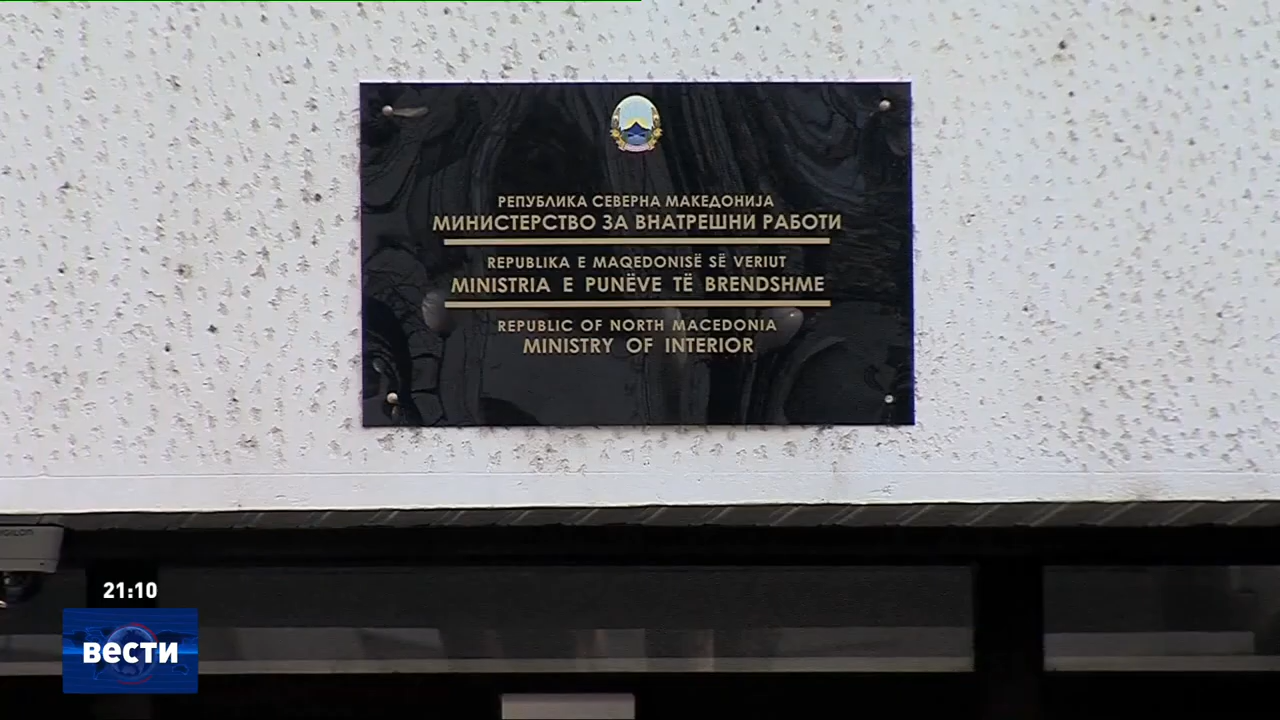 РЕПУБЛИКА СЕВЕРНА МАКЕДОНИЈА
МИНИСТЕРСТВО ЗА ВНАТРЕШНИ РАБОТИ
REPUBLIKA E MAQEDONISË SË VERIUT
MINISTRIA E PUNËVE TË BRENDSHME
REPUBLIC OF NORTH MACEDONIA
MINISTRY OF INTERIOR
21:10
вести